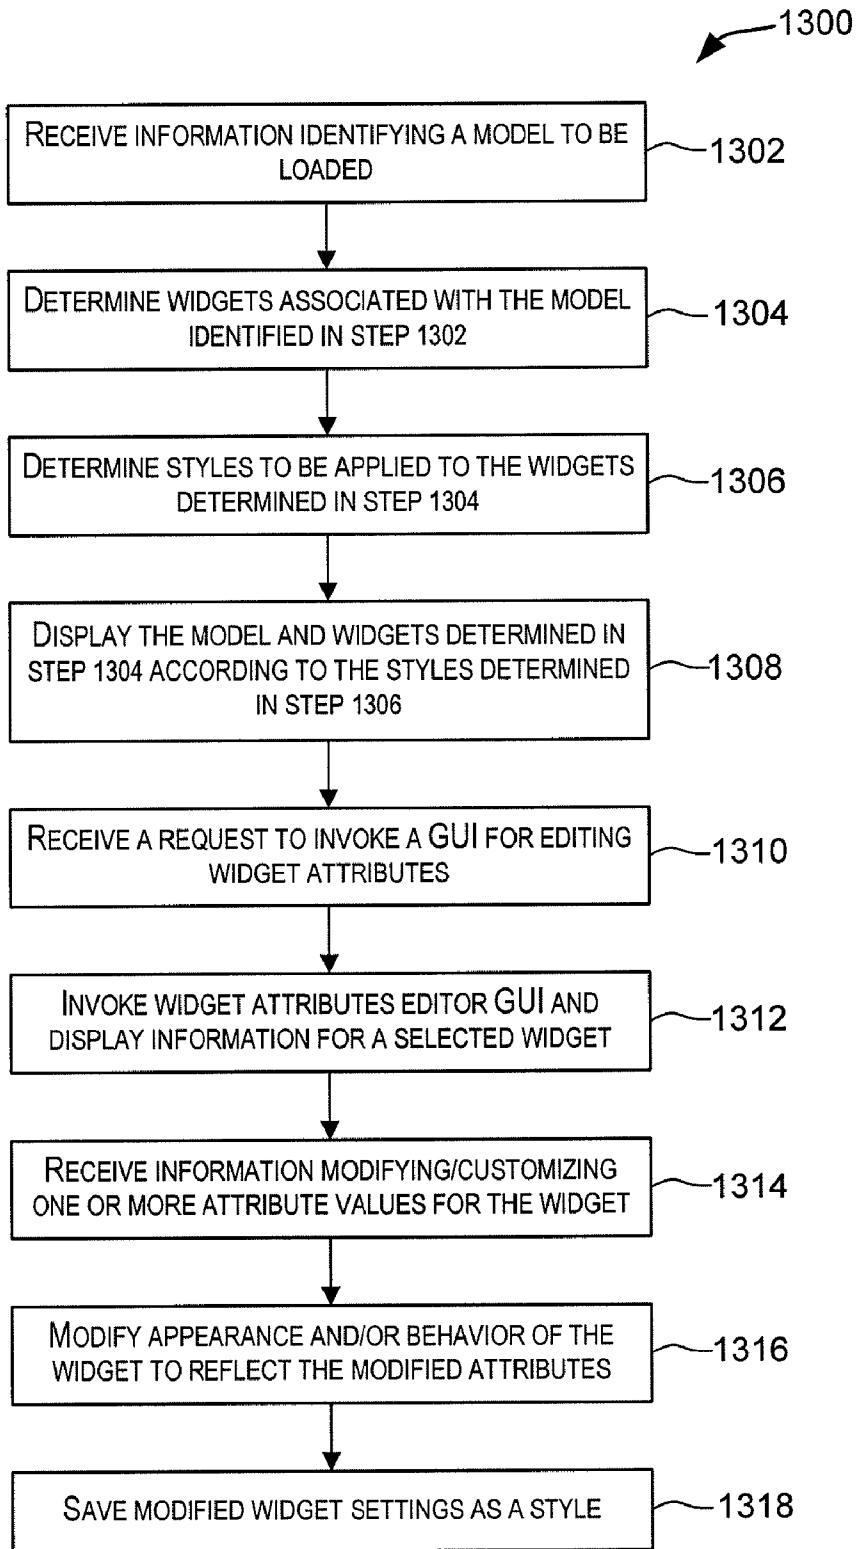 1300
RECEIVE INFORMATION IDENTIFYING A MODEL TO BE
LOADED
1302
DETERMINE WIDGETS ASSOCIATED WITH THE MODEL
IDENTIFIED IN STEP 1302
1304
DETERMINE STYLES TO BE APPLIED TO THE WIDGETS
DETERMINED IN STEP 1304
1306
DISPLAY THE MODEL AND WIDGETS DETERMINED IN
STEP 1304 ACCORDING TO THE STYLES DETERMINED
IN STEP 1306
1308
RECEIVE A REQUEST TO INVOKE A GUI FOR EDITING
WIDGET ATTRIBUTES
1310
INVOKE WIDGET ATTRIBUTES EDITOR GUI AND
DISPLAY INFORMATION FOR A SELECTED WIDGET
1312
RECEIVE INFORMATION MODIFYING/CUSTOMIZING
ONE OR MORE ATTRIBUTE VALUES FOR THE WIDGET
1314
MODIFY APPEARANCE AND/OR BEHAVIOR OF THE
WIDGET TO REFLECT THE MODIFIED ATTRIBUTES
1316
SAVE MODIFIED WIDGET SETTINGS AS A STYLE
1318